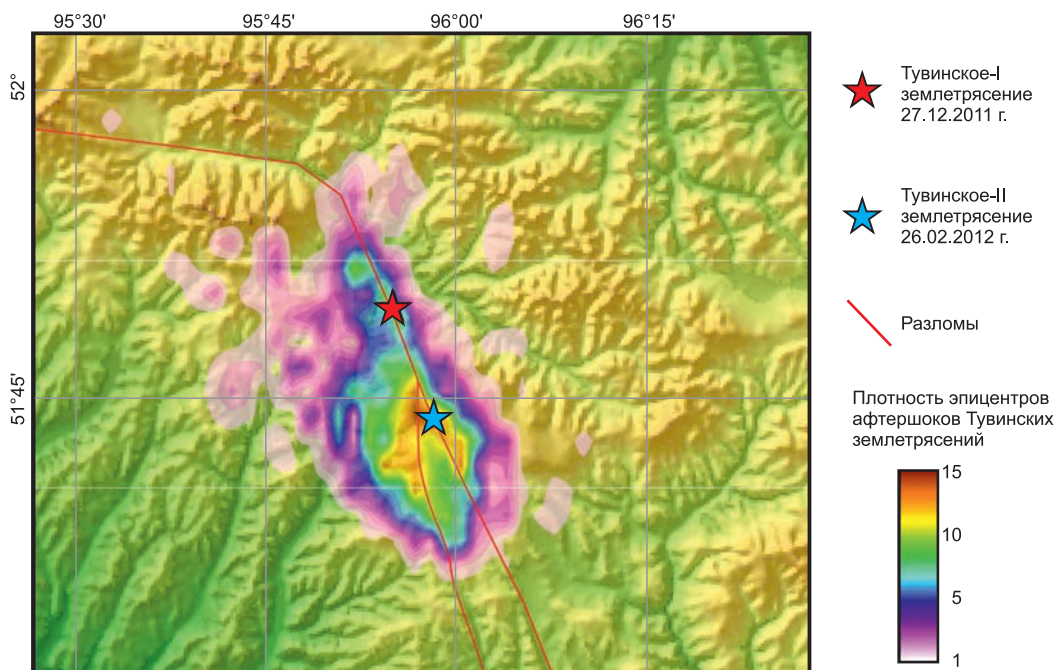 95°30' 95°45' 96°00' 96°15'
52°
51°45'
Тувинское-I
землетрясение
27.12.2011 г.
Тувинское-II
землетрясение
26.02.2012 г.
Разломы
Плотность эпицентров
афтершоков Тувинских
землетрясений
15
10
5
1